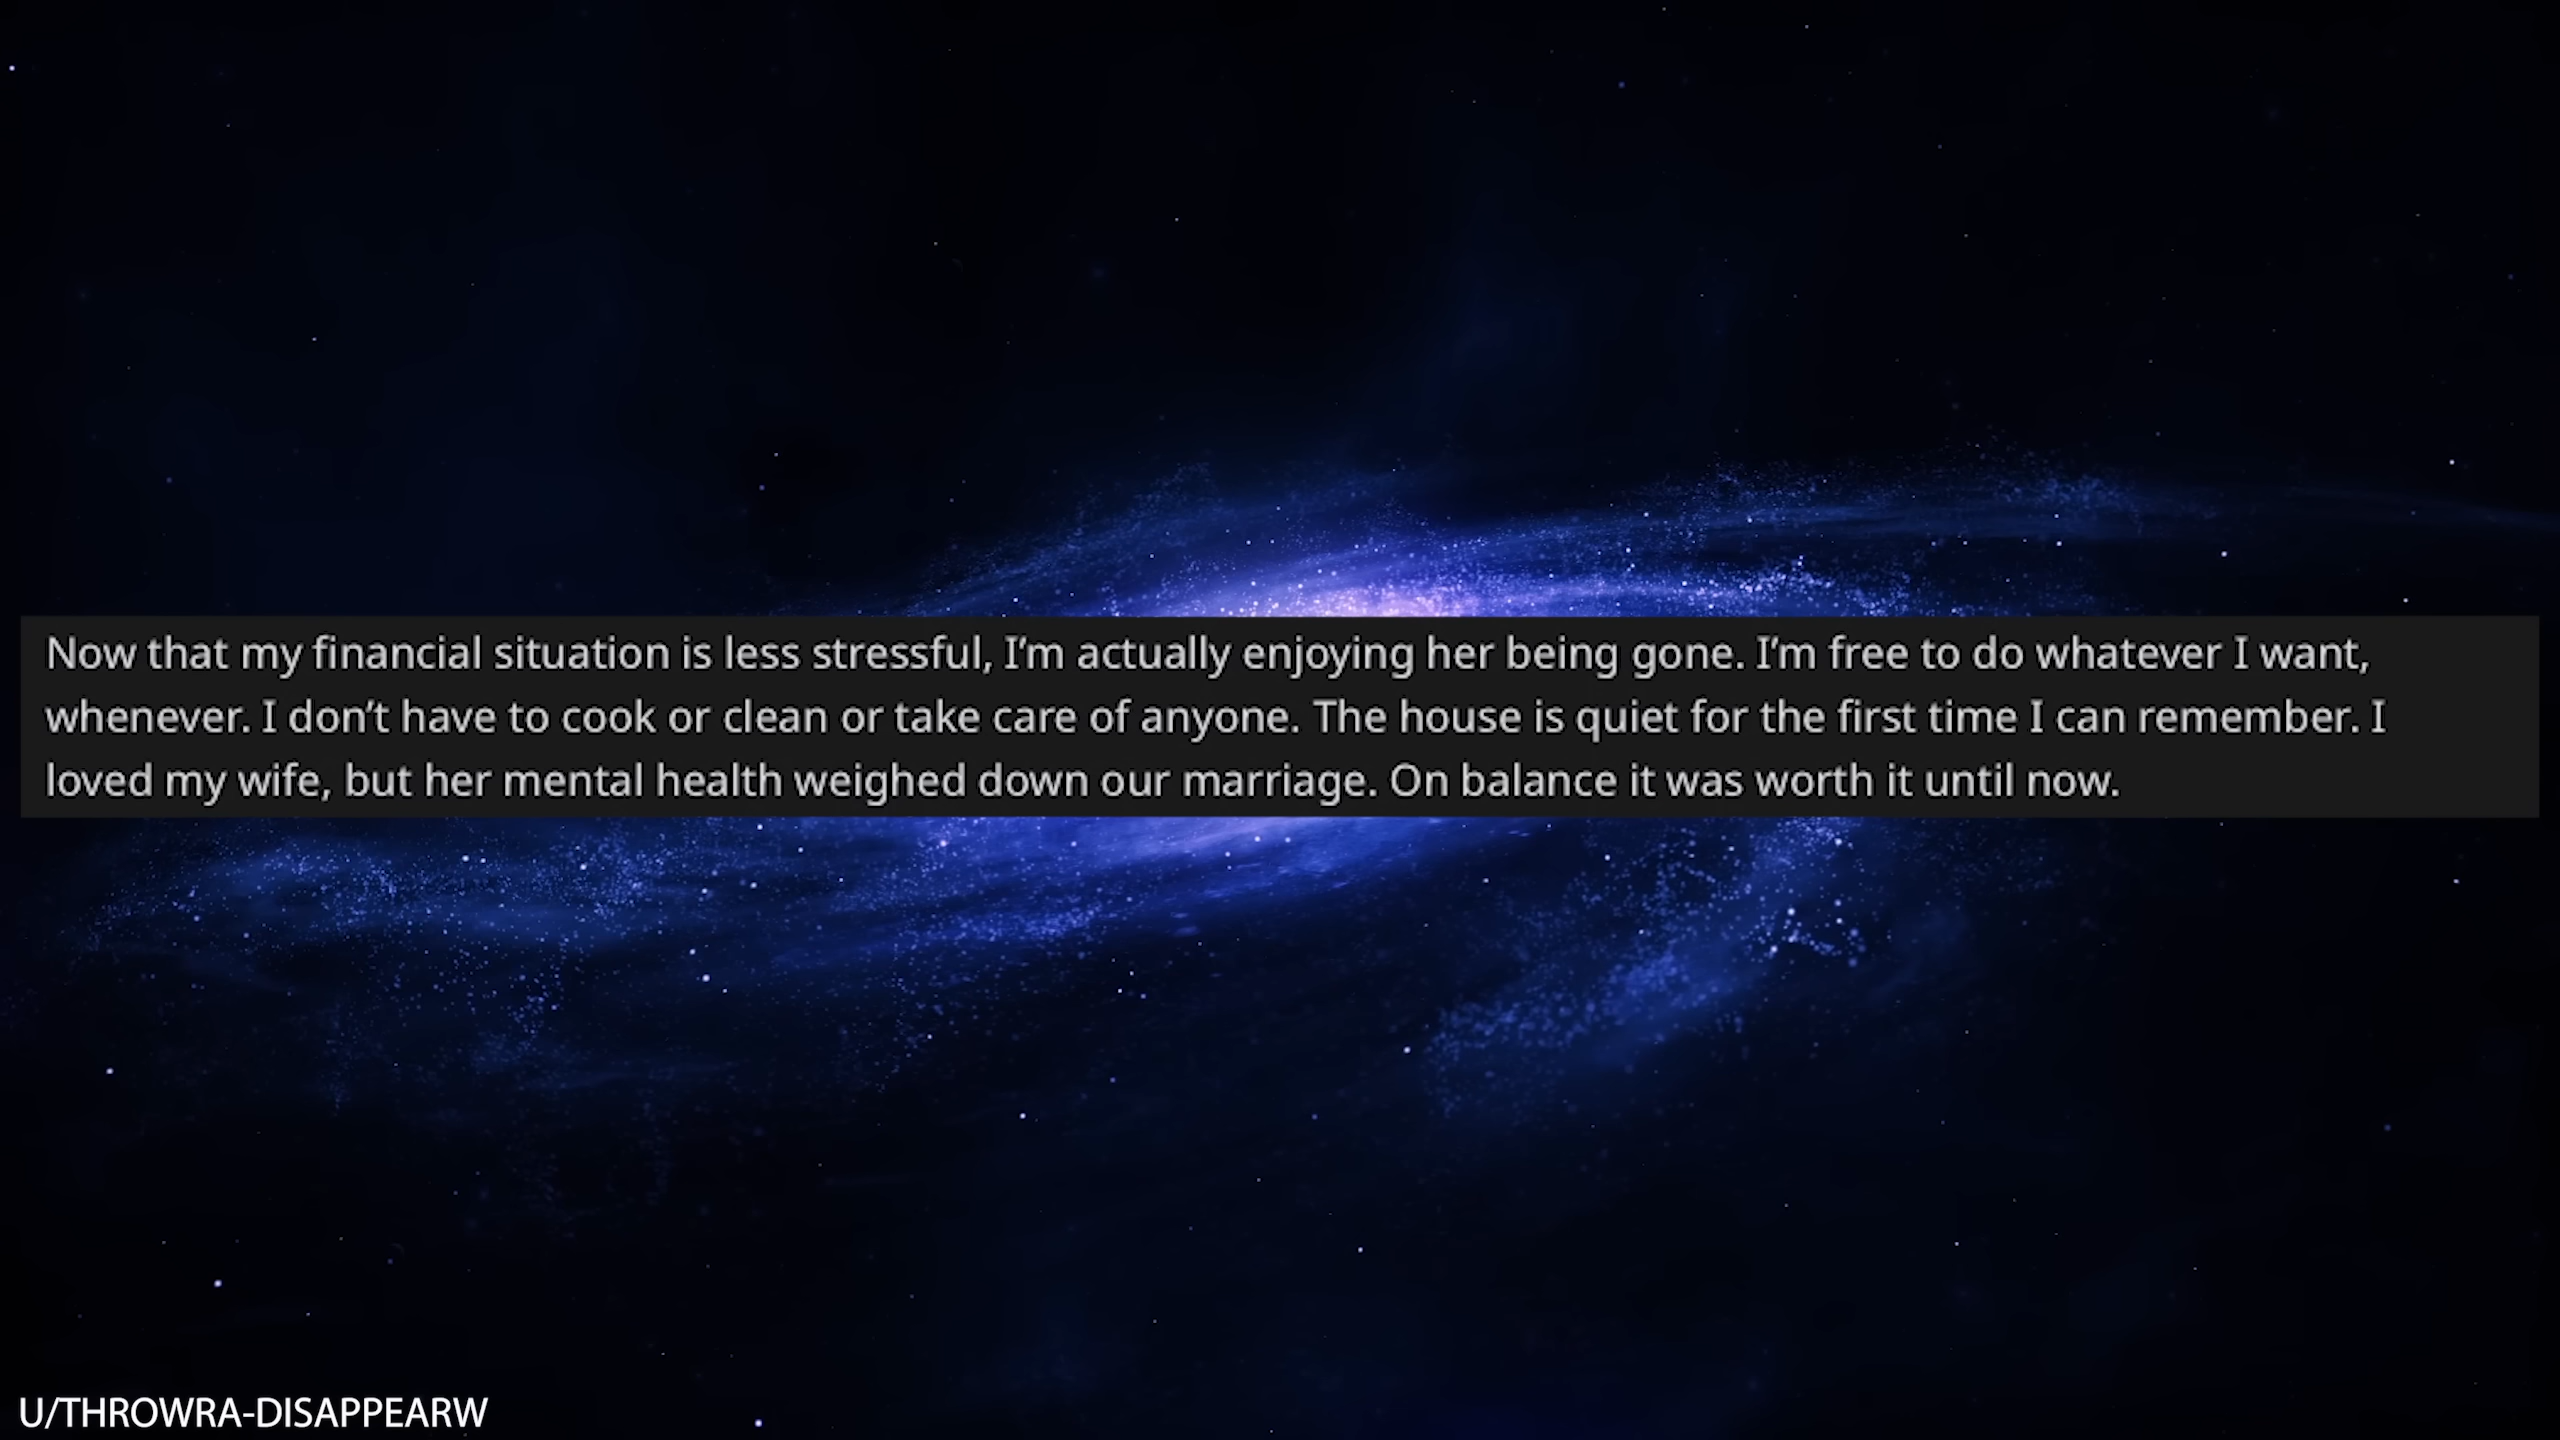 Now that my financial situation is less stressful, I’m actually enjoying her being gone. I’m free to do whatever I want,
whenever. I don’t have to cook or clean or take care of anyone. The house is quiet for the first time I can remember. I
loved my wife, but her mental health weighed down our marriage. On balance it was worth it until now.
U/THROWRA-DISAPPEARW